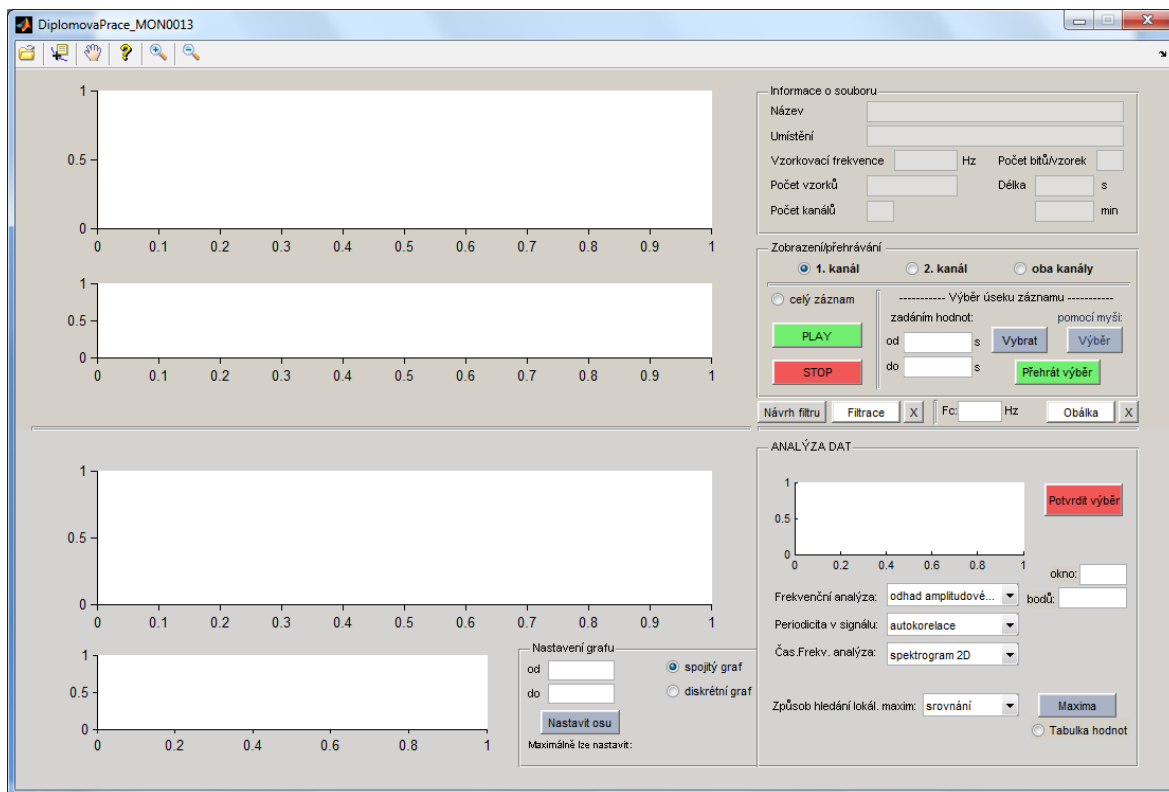 DiplomovaPrace_MON0013
1
0.5
0
0 0.1 0.2 0.3 0.4 0.5 0.6 0.7 0.8 0.9 1
1
0.5
0
0 0.1 0.2 0.3 0.4 0.5 0.6 0.7 0.8 0.9 1
Informace o souboru
Název
Umístění
Vzorkovací frekvence Hz Počet bitů/vzorek
Počet vzorků Délka s
Počet kanálů min
Zobrazení/přehrávání
1. kanál 2. kanál oba kanály
celý záznam ----------- Výběr úseku záznamu -----------
zadáním hodnot: pomocí myši:
PLAY od s Vybrat Výběr
STOP do s Přehrát výběr
Návrh filtru Filtrace X Fc: Hz Obálka X
1
0.5
0
0 0.1 0.2 0.3 0.4 0.5 0.6 0.7 0.8 0.9 1
1
0.5
0
0 0.2 0.4 0.6 0.8 1
Nastavení grafu
od spojitý graf
do diskrétní graf
Nastavit osu
Maximálně lze nastavit:
ANALÝZA DAT
1
0.5
0
0 0.2 0.4 0.6 0.8 1
Potvrdit výběr
okno:
Frekvenční analýza: odhad amplitudové... bodů:
Periodicita v signálu: autokorelace
Čas.Frekv. analýza: spektrogram 2D
Způsob hledání lokál. maxim: srovnání Maxima
Tabulka hodnot